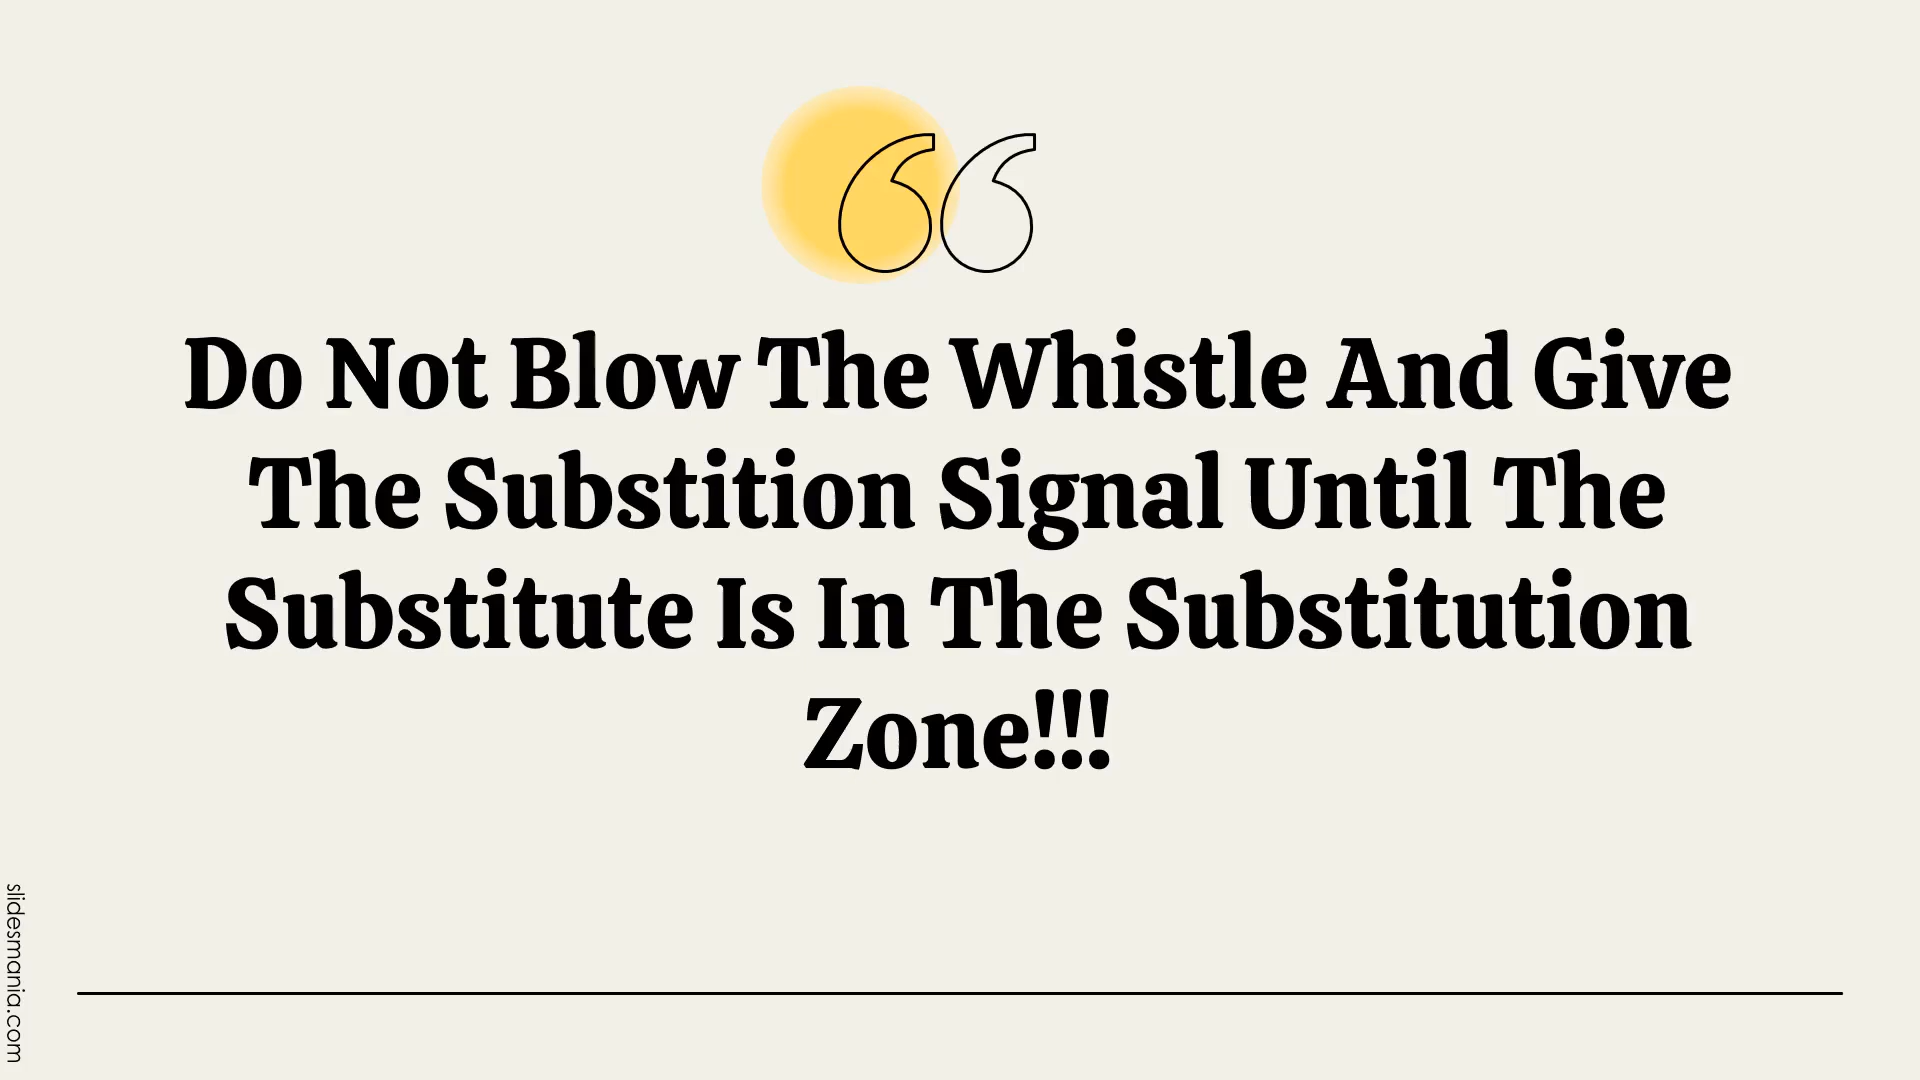 Do Not Blow The Whistle And Give
The Substition Signal Until The
Substitute Is In The Substitution
Zone!!!
slidesmania.com